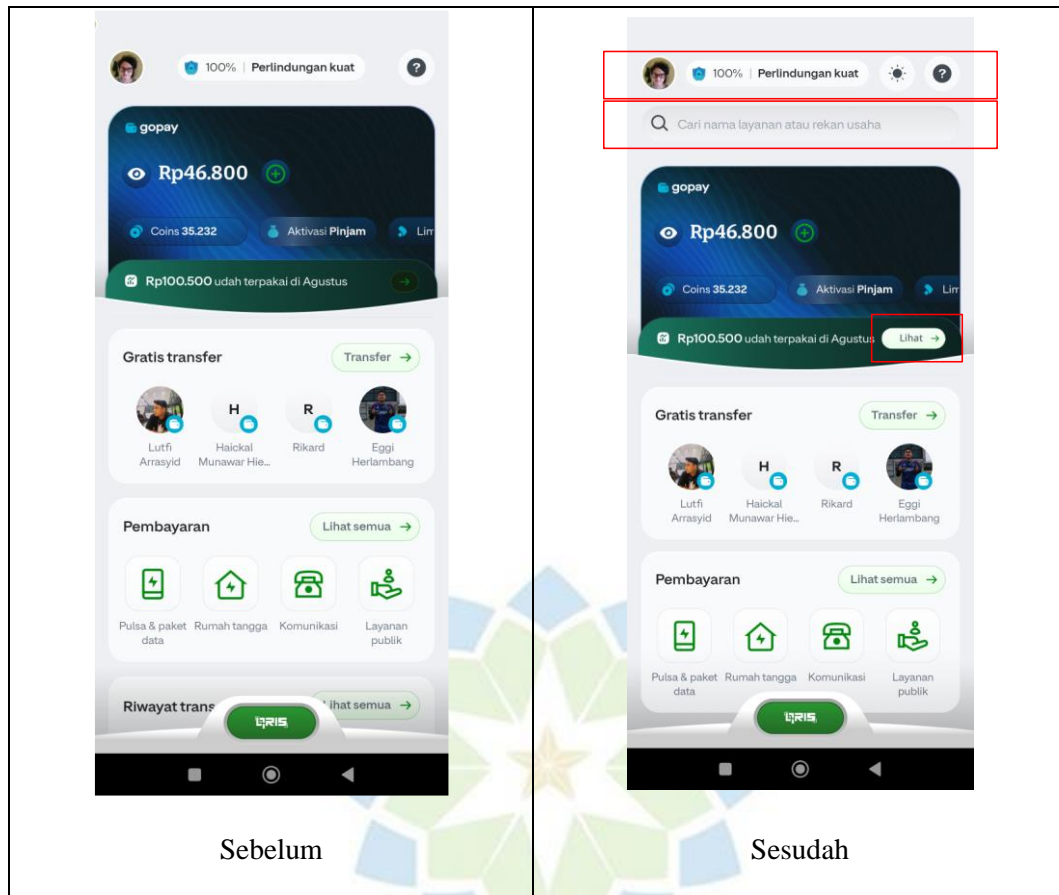 100% | Perlindungan kuat
?
gopay
Rp46.800
Coins 35.232
Aktivasi Pinjam
Lim
Rp100.500 udah terpakai di Agustus
Gratis transfer
Transfer →
H
R
Lutfi
Arrasyid
Haickal
Munawar Hie...
Rikard
Eggi
Herlambang
Pembayaran
Lihat semua →
Pulsa & paket
data
Rumah tangga
Komunikasi
Layanan
publik
Riwayat trans
ihat semua →
QRIS
Sebelum
100% | Perlindungan kuat
?
Cari nama layanan atau rekan usaha
gopay
Rp46.800
Coins 35.232
Aktivasi Pinjam
Lim
Rp100.500 udah terpakai di Agustus
Lihat →
Gratis transfer
Transfer →
H
R
Lutfi
Arrasyid
Haickal
Munawar Hie...
Rikard
Eggi
Herlambang
Pembayaran
Lihat semua →
Pulsa & paket
data
Rumah tangga
Komunikasi
Layanan
publik
QRIS
Sesudah